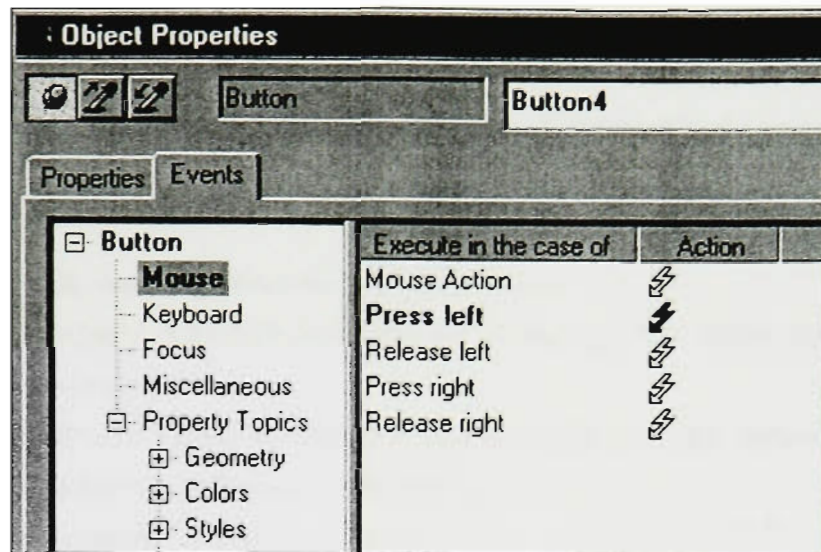 Object Properties
Button
Button4
Properties
Events
Button
Mouse
Keyboard
Focus
Miscellaneous
Property Topics
Geometry
Colors
Styles
Execute in the case of
Action
Mouse Action
Press left
Release left
Press right
Release right